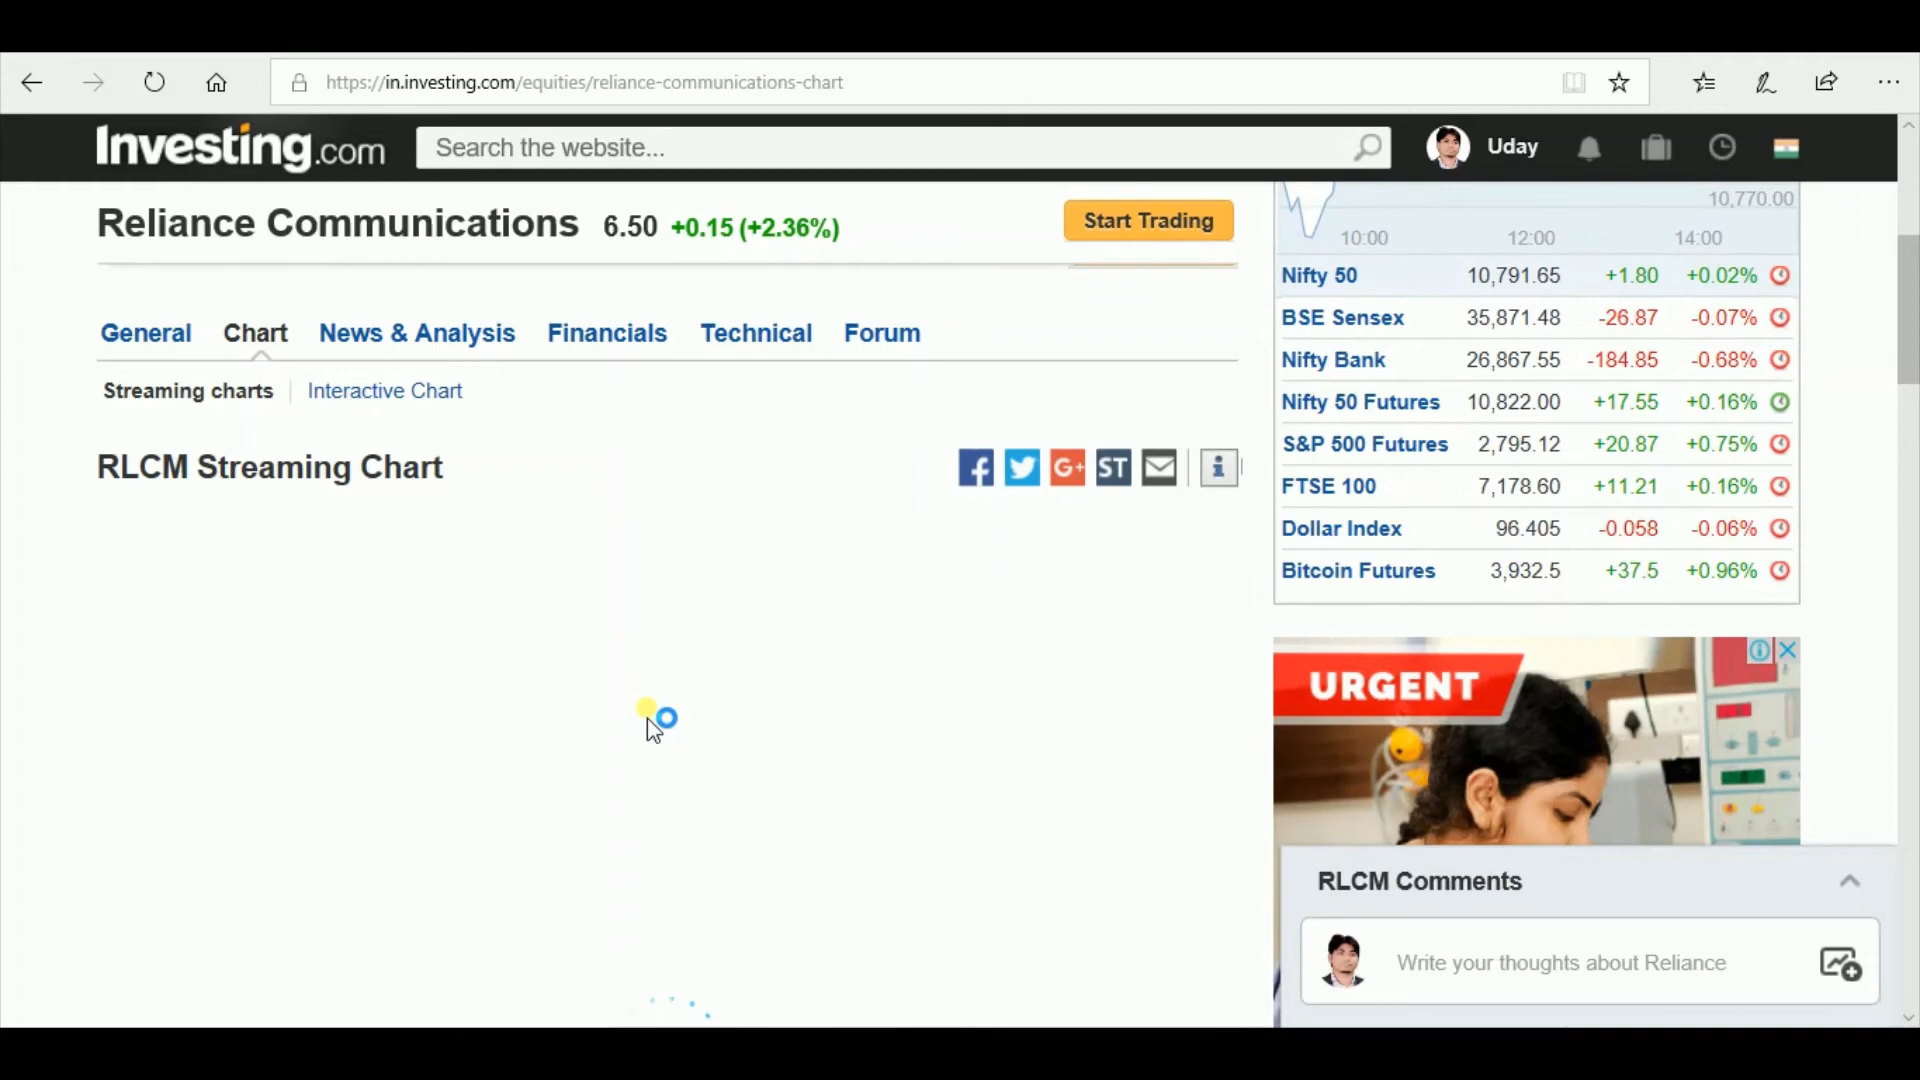 https://in.investing.com/equities/reliance-communications-chart
Investing.com
Search the website...
Uday
Reliance Communications 6.50 +0.15 (+2.36%)
Start Trading
General Chart News & Analysis Financials Technical Forum
Streaming charts Interactive Chart
RLCM Streaming Chart
G+ ST i
10,770.00
10:00 12:00 14:00
Nifty 50 10,791.65 +1.80 +0.02%
BSE Sensex 35,871.48 -26.87 -0.07%
Nifty Bank 26,867.55 -184.85 -0.68%
Nifty 50 Futures 10,822.00 +17.55 +0.16%
S&P 500 Futures 2,795.12 +20.87 +0.75%
FTSE 100 7,178.60 +11.21 +0.16%
Dollar Index 96.405 -0.058 -0.06%
Bitcoin Futures 3,932.5 +37.5 +0.96%
URGENT
RLCM Comments
Write your thoughts about Reliance